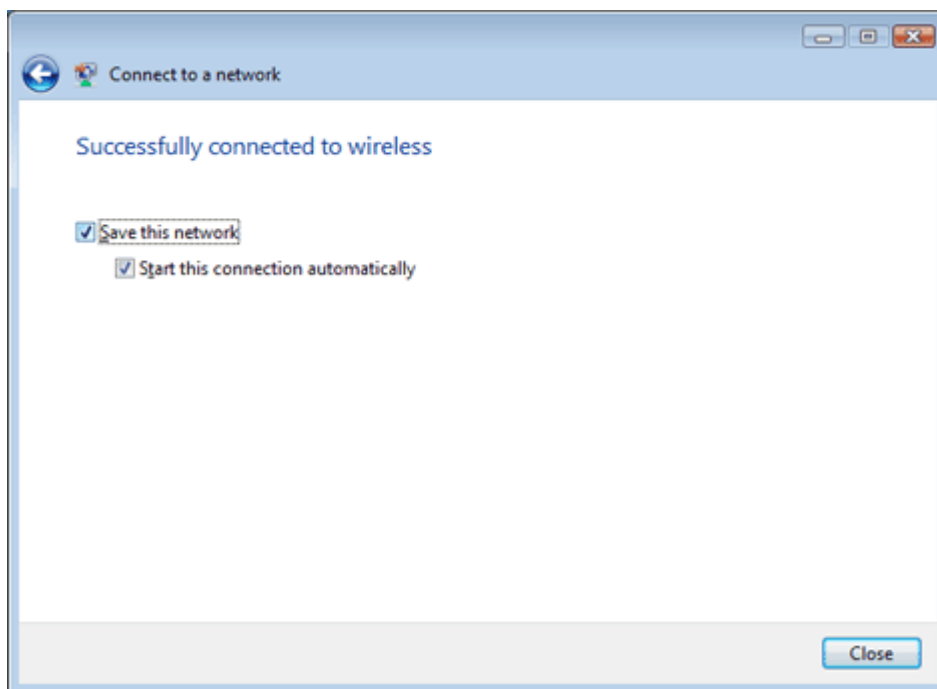 Connect to a network
Successfully connected to wireless
Save this network
Start this connection automatically
Close